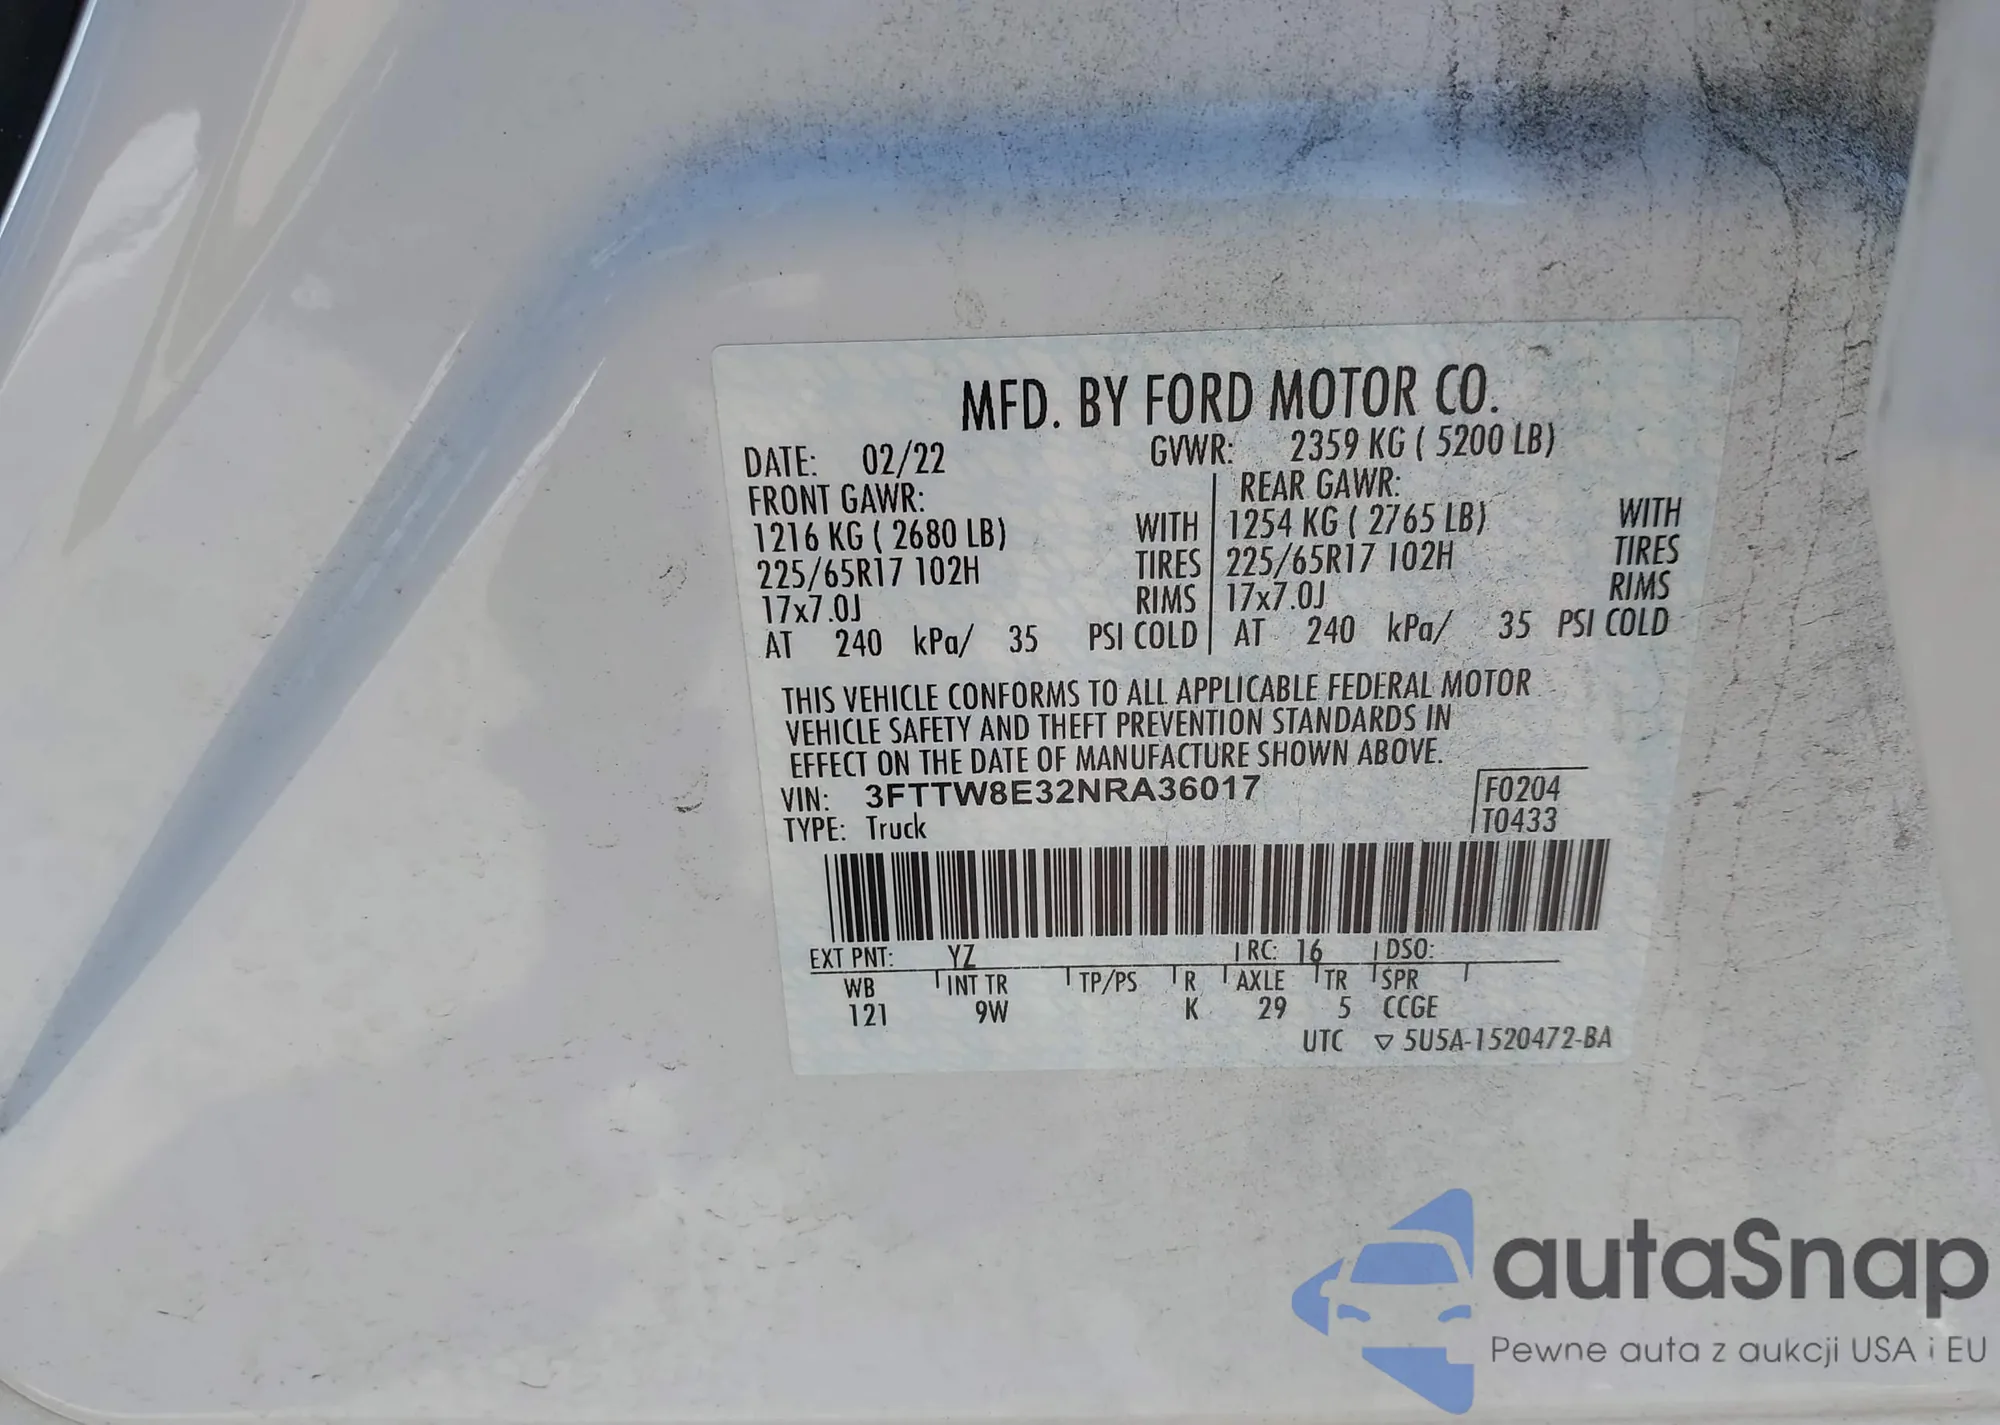 MFD. BY FORD MOTOR CO.
DATE: 02/22 GVWR: 2359 KG ( 5200 LB)
FRONT GAWR: REAR GAWR:
1216 KG ( 2680 LB) WITH 1254 KG ( 2765 LB) WITH
225/65R17 102H TIRES 225/65R17 102H TIRES
17x7.0J RIMS 17x7.0J RIMS
AT 240 kPa/ 35 PSI COLD AT 240 kPa/ 35 PSI COLD
THIS VEHICLE CONFORMS TO ALL APPLICABLE FEDERAL MOTOR
VEHICLE SAFETY AND THEFT PREVENTION STANDARDS IN
EFFECT ON THE DATE OF MANUFACTURE SHOWN ABOVE.
VIN: 3FTTW8E32NRA36017 F0204
TYPE: Truck T0433
EXT PNT: YZ RC: 16 DSO:
WB INT TR TP/PS R AXLE TR SPR
121 9W K 29 5 CCGE
UTC ▽ 5U5A-1520472-BA
autaSnap
Pewne auta z aukcji USA i EU